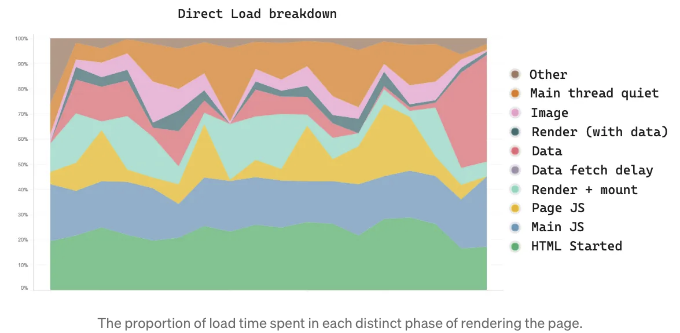 Direct Load breakdown
100%
90%
80%
70%
60%
50%
40%
30%
20%
10%
0%
Other
Main thread quiet
Image
Render (with data)
Data
Data fetch delay
Render + mount
Page JS
Main JS
HTML Started
The proportion of load time spent in each distinct phase of rendering the page.